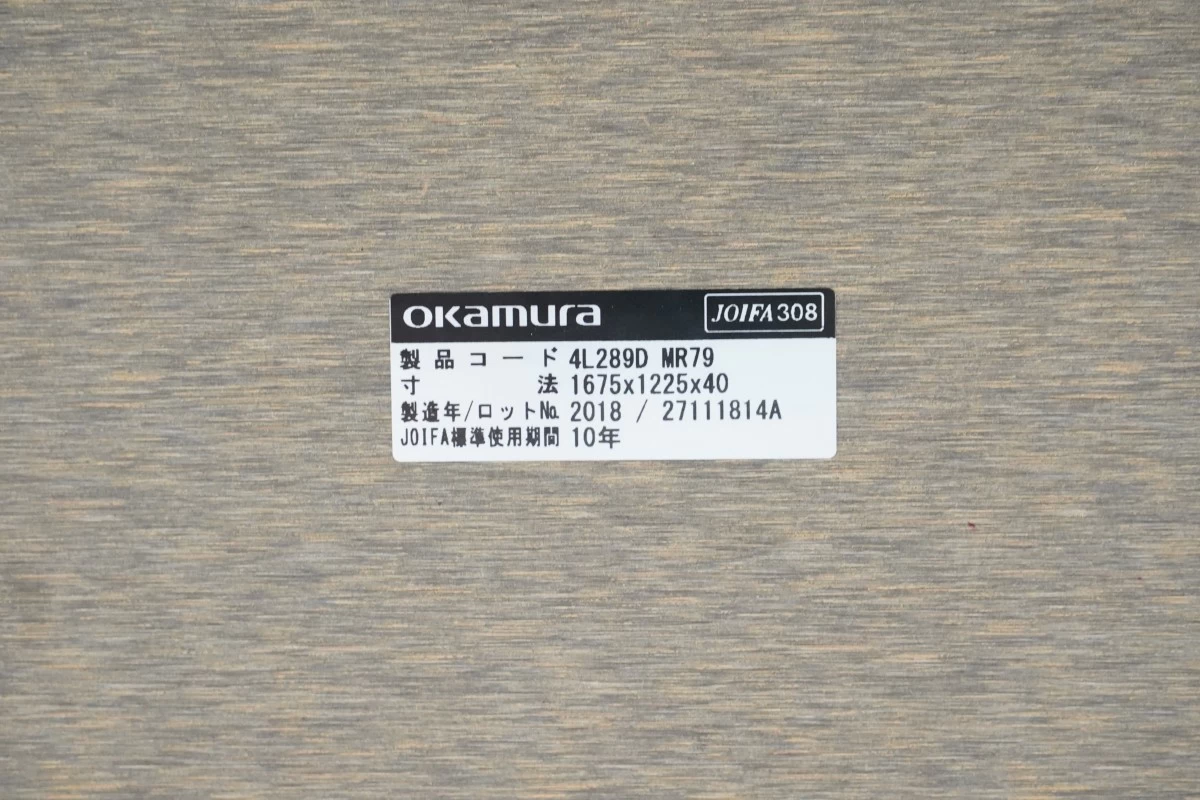 okamura JOIFA308
製品コード 4L289D MR79
寸法 1675x1225x40
製造年/ロット№ 2018 / 27111814A
JOIFA標準使用期間 10年